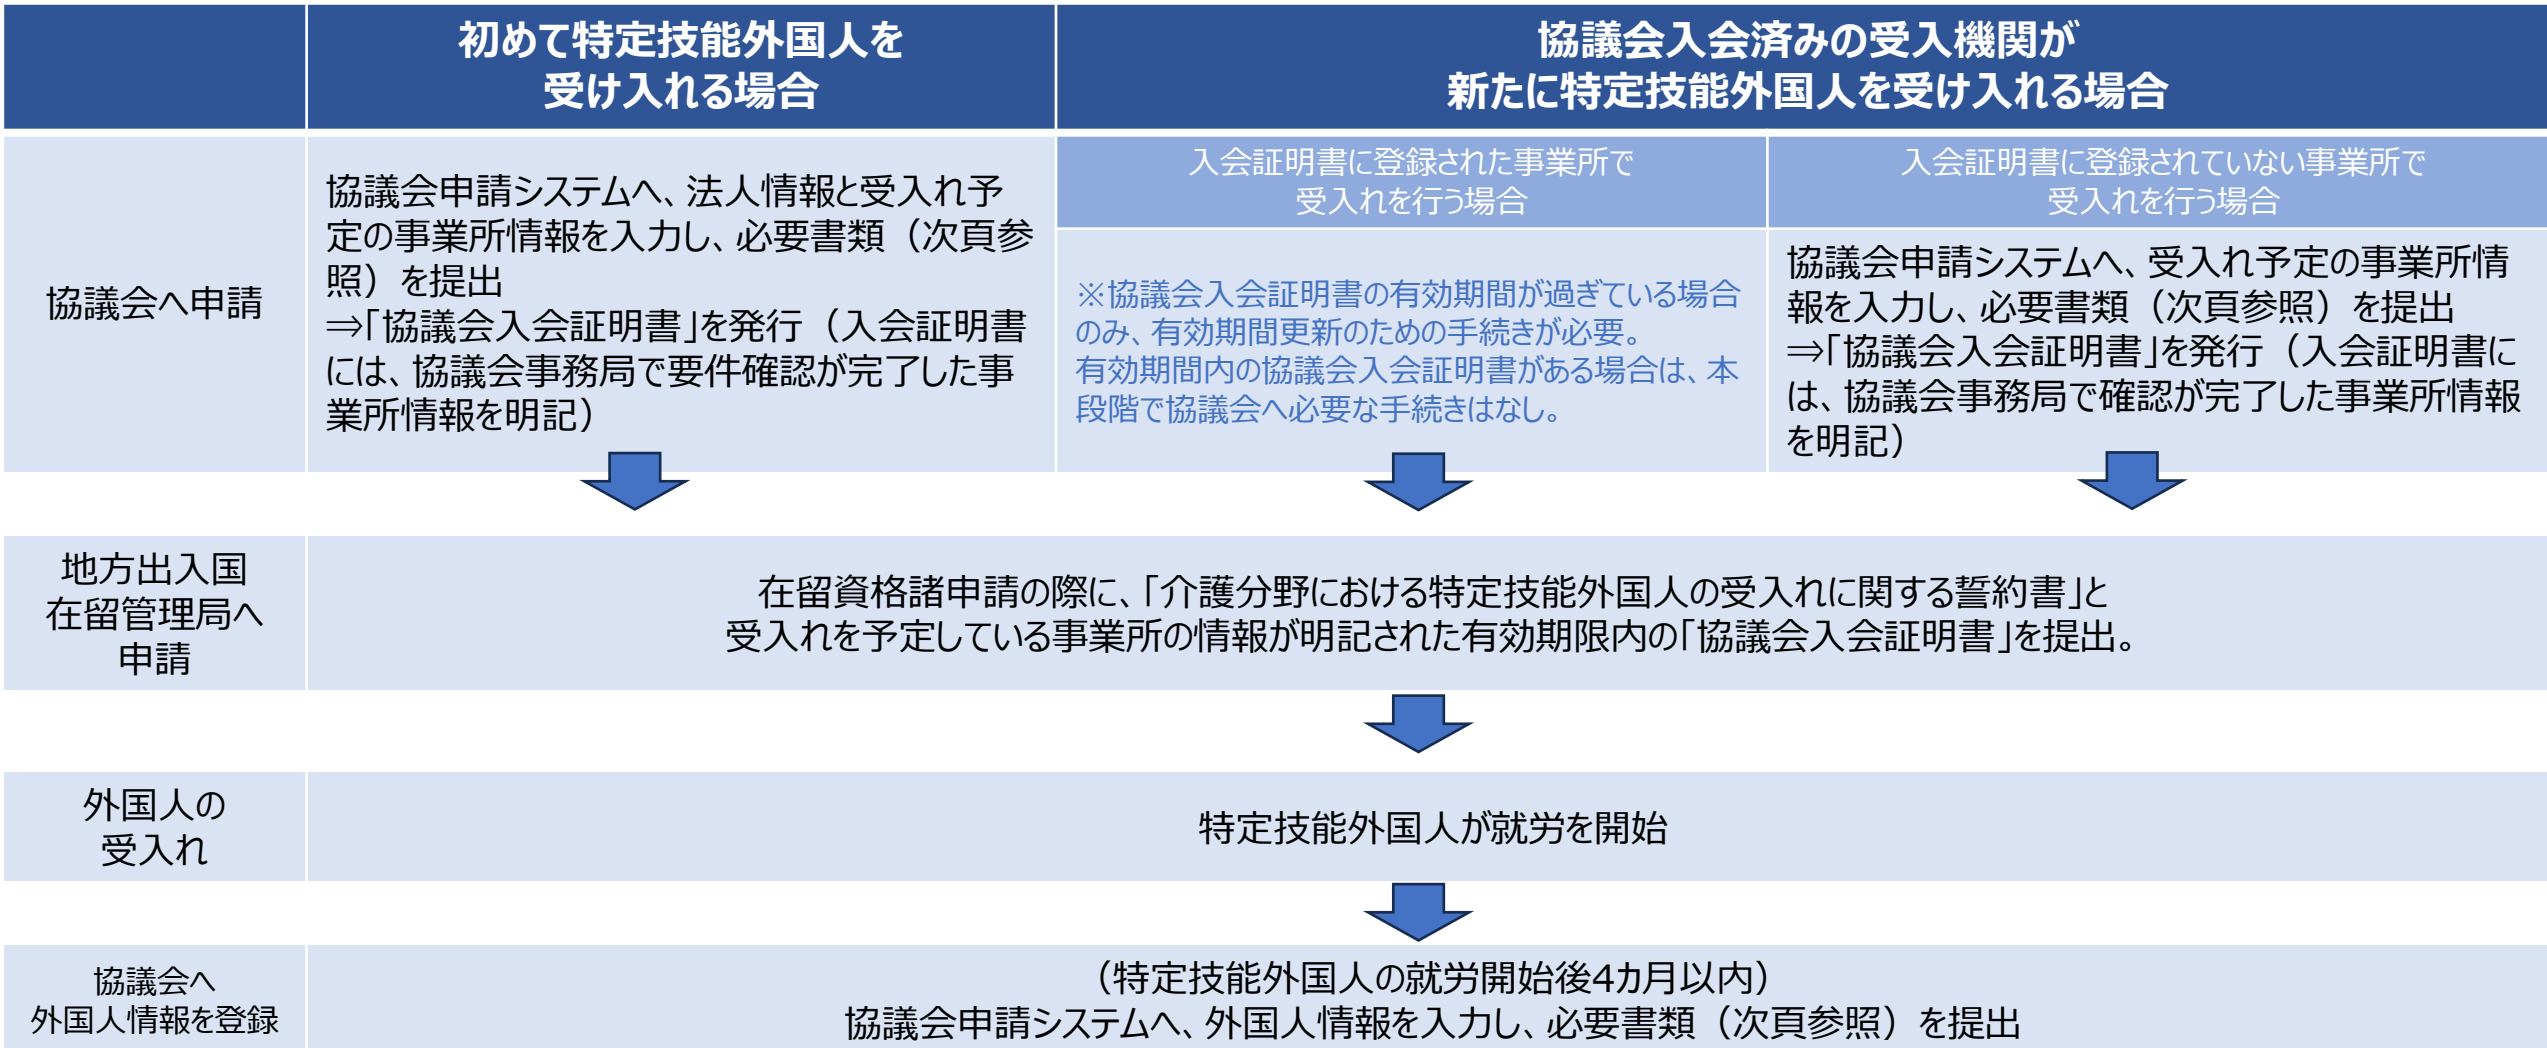 初めて特定技能外国人を
受け入れる場合
協議会入会済みの受入機関が
新たに特定技能外国人を受け入れる場合
協議会へ申請
協議会申請システムへ、法人情報と受入れ予
定の事業所情報を入力し、必要書類（次頁参
照）を提出
⇒「協議会入会証明書」を発行（入会証明書
には、協議会事務局で要件確認が完了した事
業所情報を明記）
入会証明書に登録された事業所で
受入れを行う場合
※協議会入会証明書の有効期間が過ぎている場合
のみ、有効期間更新のための手続きが必要。
有効期間内の協議会入会証明書がある場合は、本
段階で協議会へ必要な手続きはなし。
入会証明書に登録されていない事業所で
受入れを行う場合
協議会申請システムへ、受入れ予定の事業所情
報を入力し、必要書類（次頁参照）を提出
⇒「協議会入会証明書」を発行（入会証明書に
は、協議会事務局で確認が完了した事業所情報
を明記）
地方出入国
在留管理局へ
申請
在留資格諸申請の際に、「介護分野における特定技能外国人の受入れに関する誓約書」と
受入れを予定している事業所の情報が明記された有効期限内の「協議会入会証明書」を提出。
外国人の
受入れ
特定技能外国人が就労を開始
協議会へ
外国人情報を登録
（特定技能外国人の就労開始後4カ月以内）
協議会申請システムへ、外国人情報を入力し、必要書類（次頁参照）を提出